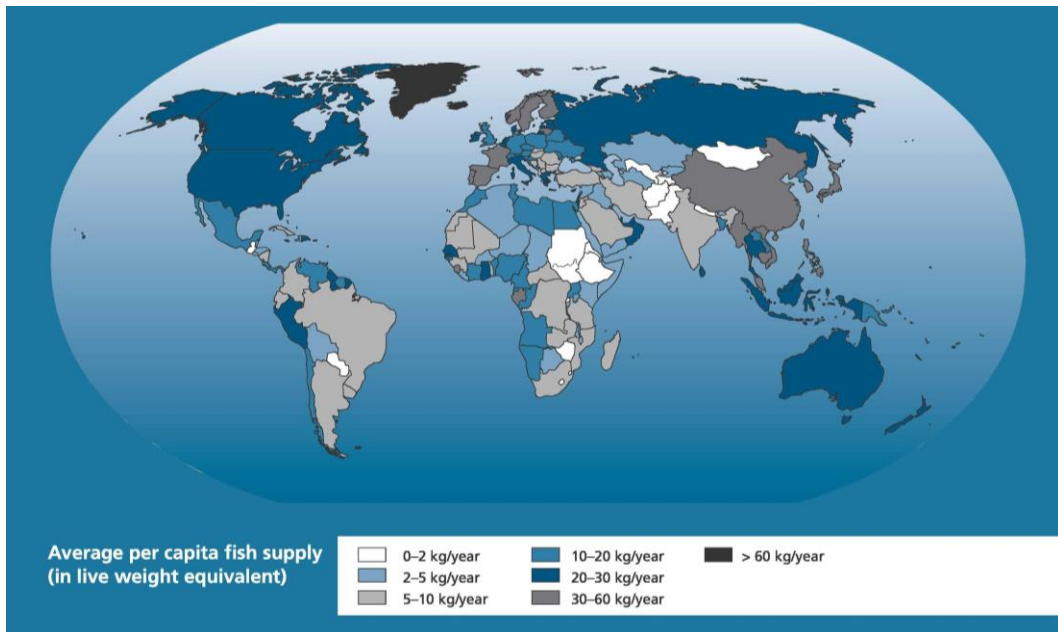 Average per capita fish supply
(in live weight equivalent)
0–2 kg/year
2–5 kg/year
5–10 kg/year
10–20 kg/year
20–30 kg/year
30–60 kg/year
> 60 kg/year